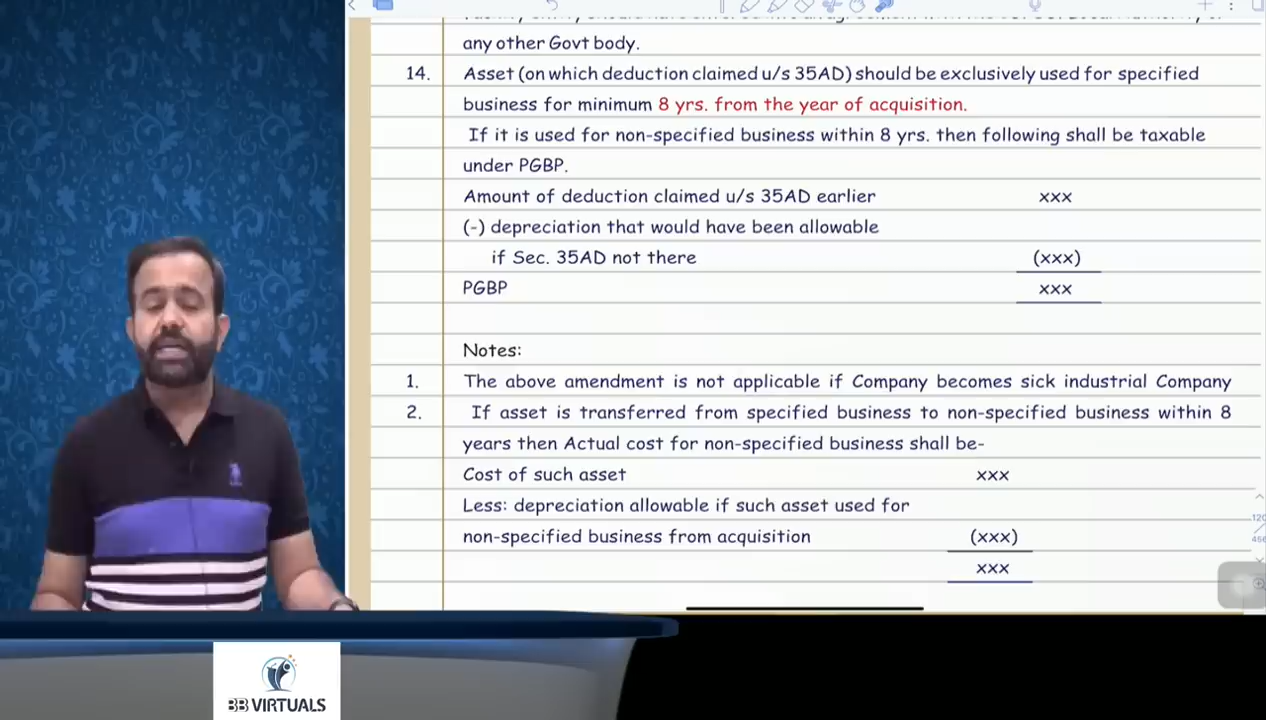 any other Govt body.
14. Asset (on which deduction claimed u/s 35AD) should be exclusively used for specified
business for minimum 8 yrs. from the year of acquisition.
If it is used for non-specified business within 8 yrs. then following shall be taxable
under PGBP.
Amount of deduction claimed u/s 35AD earlier xxx
(-) depreciation that would have been allowable
if Sec. 35AD not there (xxx)
PGBP xxx
Notes:
1. The above amendment is not applicable if Company becomes sick industrial Company
2. If asset is transferred from specified business to non-specified business within 8
years then Actual cost for non-specified business shall be-
Cost of such asset xxx
Less: depreciation allowable if such asset used for
non-specified business from acquisition (xxx)
xxx
120
456
BB VIRTUALS